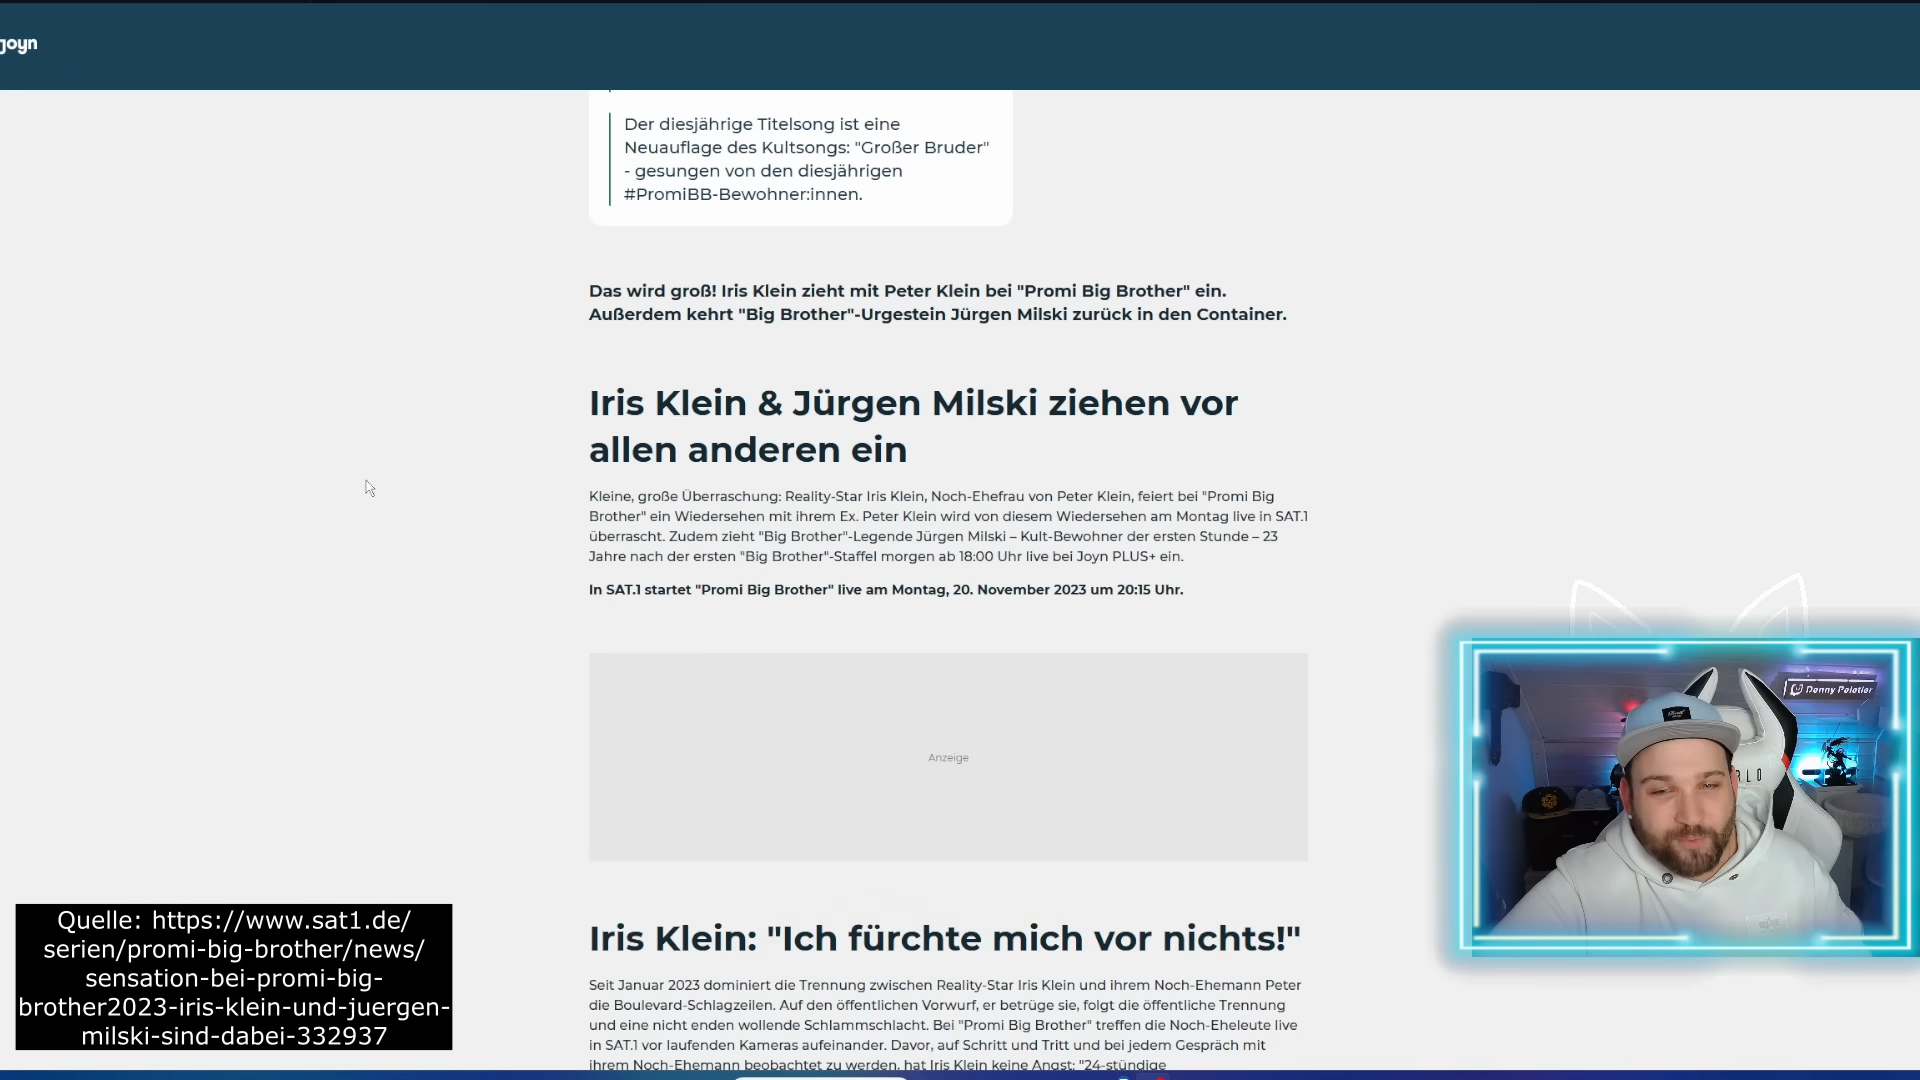 joyn
Der diesjährige Titelsong ist eine
Neuauflage des Kultsongs: "Großer Bruder"
- gesungen von den diesjährigen
#PromiBB-Bewohner:innen.
Das wird groß! Iris Klein zieht mit Peter Klein bei "Promi Big Brother" ein.
Außerdem kehrt "Big Brother"-Urgestein Jürgen Milski zurück in den Container.
Iris Klein & Jürgen Milski ziehen vor
allen anderen ein
Kleine, große Überraschung: Reality-Star Iris Klein, Noch-Ehefrau von Peter Klein, feiert bei "Promi Big
Brother" ein Wiedersehen mit ihrem Ex. Peter Klein wird von diesem Wiedersehen am Montag live in SAT.1
überrascht. Zudem zieht "Big Brother"-Legende Jürgen Milski – Kult-Bewohner der ersten Stunde – 23
Jahre nach der ersten "Big Brother"-Staffel morgen ab 18:00 Uhr live bei Joyn PLUS+ ein.
In SAT.1 startet "Promi Big Brother" live am Montag, 20. November 2023 um 20:15 Uhr.
Anzeige
Iris Klein: "Ich fürchte mich vor nichts!"
Seit Januar 2023 dominiert die Trennung zwischen Reality-Star Iris Klein und ihrem Noch-Ehemann Peter
die Boulevard-Schlagzeilen. Auf den öffentlichen Vorwurf, er betrüge sie, folgt die öffentliche Trennung
und eine nicht enden wollende Schlammschlacht. Bei "Promi Big Brother" treffen die Noch-Eheleute live
in SAT.1 vor laufenden Kameras aufeinander. Davor, auf Schritt und Tritt und bei jedem Gespräch mit
ihrem Noch-Ehemann beobachtet zu werden, hat Iris Klein keine Angst: "24-stündige
Quelle: https://www.sat1.de/
serien/promi-big-brother/news/
sensation-bei-promi-big-
brother2023-iris-klein-und-juergen-
milski-sind-dabei-332937